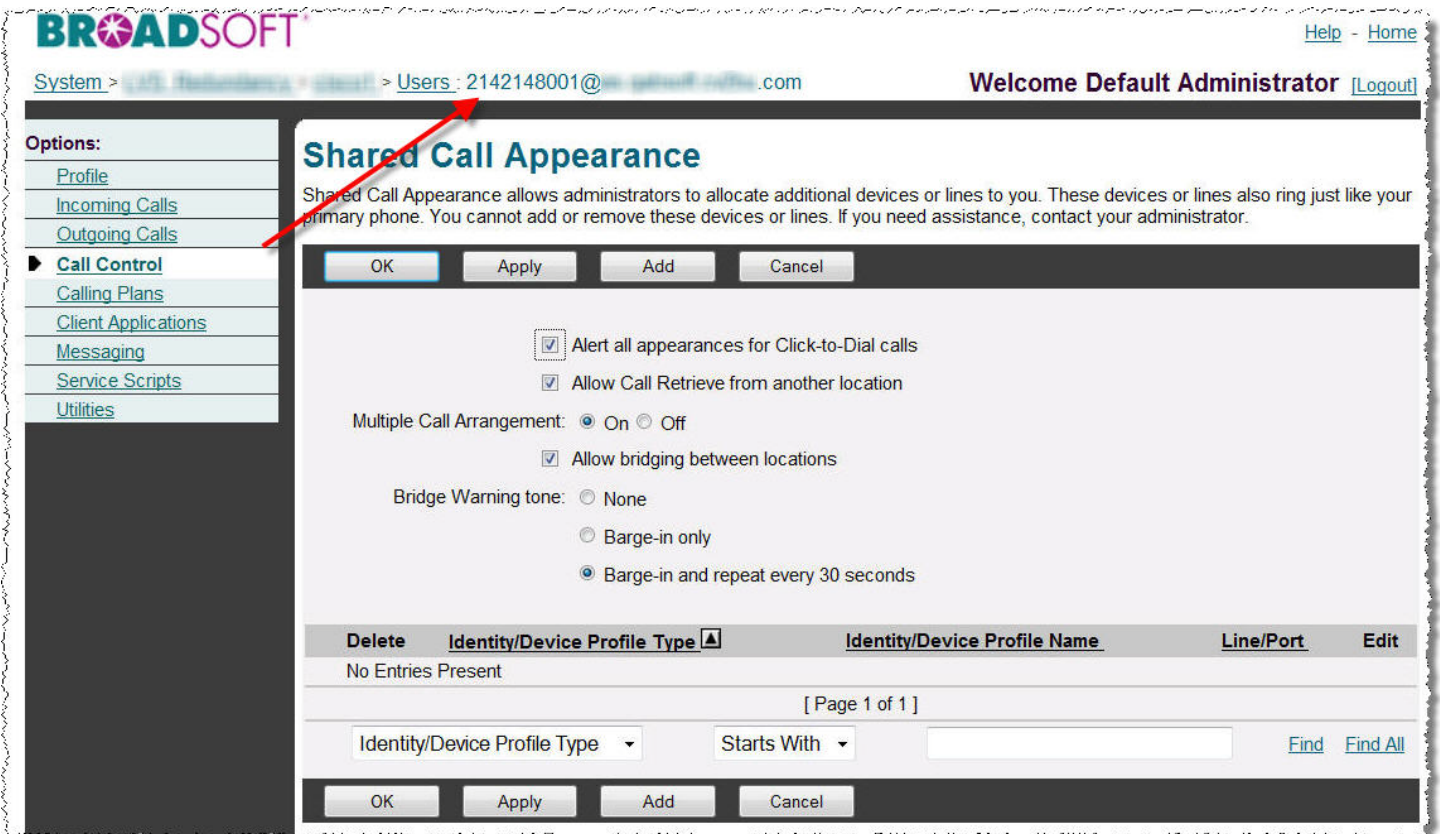 BROADSOFT
Help - Home
System > > Users : 2142148001@ .com
Welcome Default Administrator [Logout]
Options:
Profile
Incoming Calls
Outgoing Calls
Call Control
Calling Plans
Client Applications
Messaging
Service Scripts
Utilities
Shared Call Appearance
Shared Call Appearance allows administrators to allocate additional devices or lines to you. These devices or lines also ring just like your
primary phone. You cannot add or remove these devices or lines. If you need assistance, contact your administrator.
OK Apply Add Cancel
Alert all appearances for Click-to-Dial calls
Allow Call Retrieve from another location
Multiple Call Arrangement: On Off
Allow bridging between locations
Bridge Warning tone: None
Barge-in only
Barge-in and repeat every 30 seconds
Delete Identity/Device Profile Type Identity/Device Profile Name Line/Port Edit
No Entries Present
[ Page 1 of 1 ]
Identity/Device Profile Type Starts With Find Find All
OK Apply Add Cancel